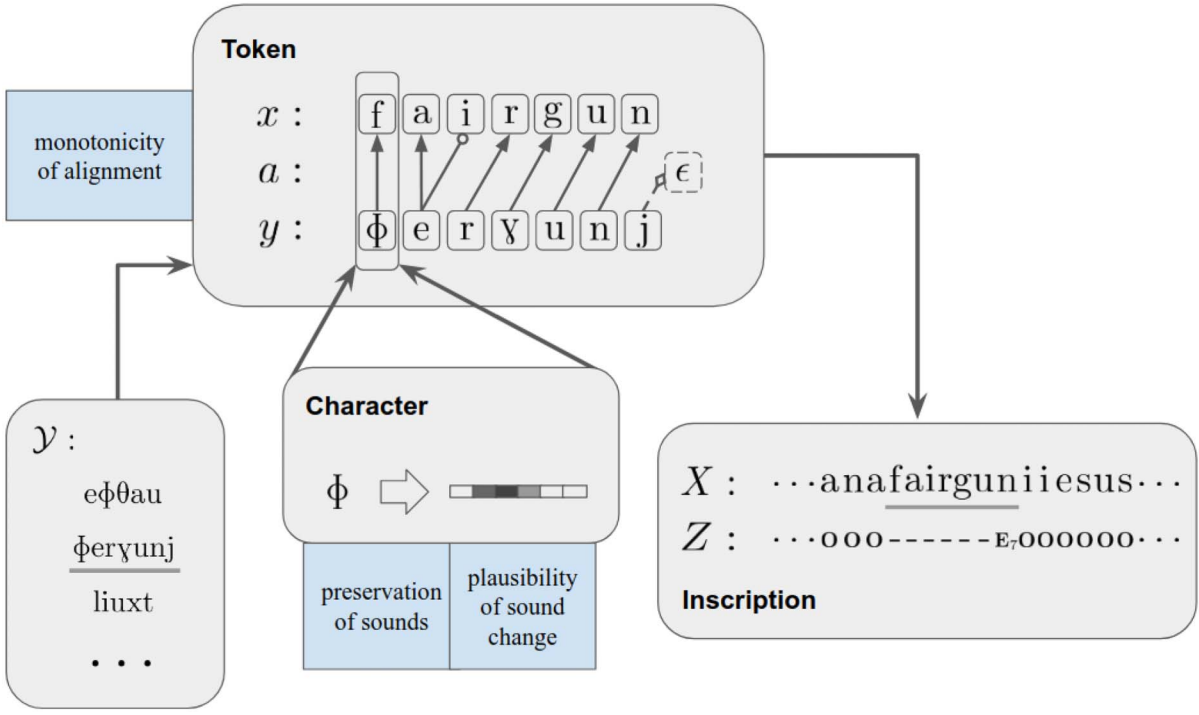 Token
x : f a i r g u n
a : ϵ
y : ɸ e r ɣ u n j
monotonicity
of alignment
𝒴 :
eɸθau
ɸerɣunj
liuxt
. . .
Character
ɸ
preservation
of sounds
plausibility
of sound
change
X : ···anafairguniiesus···
Z : ···OOO------E₇OOOOOO···
Inscription